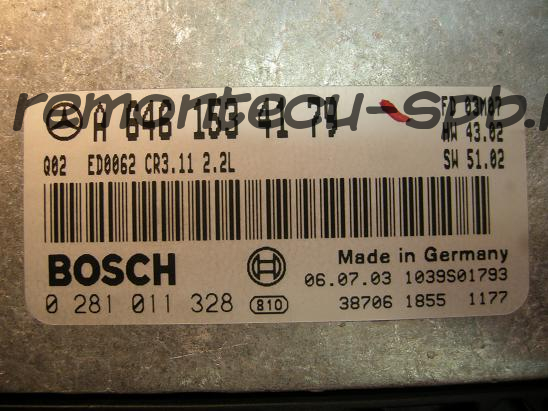 remontecu-spb.r
A 646 153 41 79
FD 03M07
HW 43.02
Q02 ED0062 CR3.11 2.2L
SW 51.02
BOSCH
Made in Germany
06.07.03 1039S01793
0 281 011 328 810
38706 1855 1177